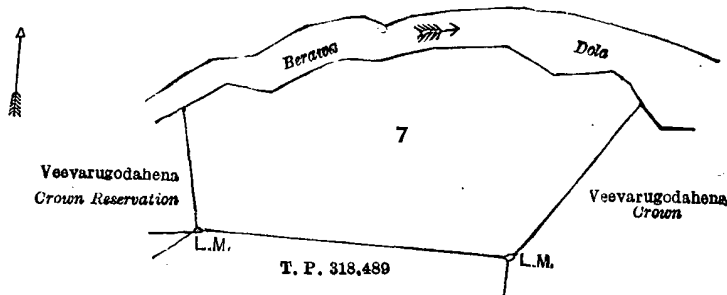 Berawa Dola
7
Veevarugodahena
Crown Reservation
Veevarugodahena
Crown
L.M.
L.M.
T. P. 318,489